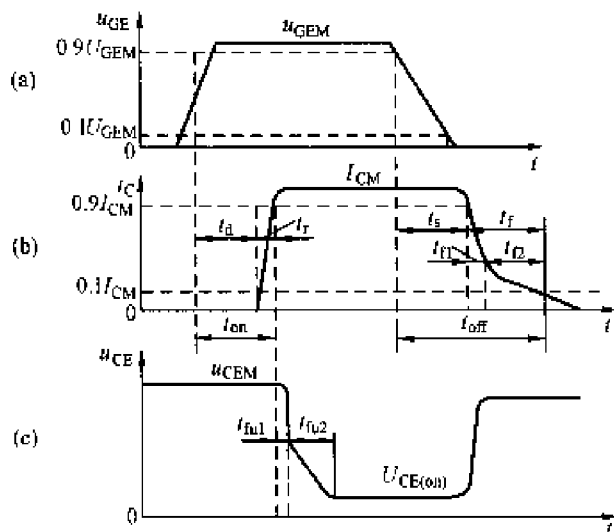 u_GE
u_GEM
0.9U_GEM
(a)
0.1U_GEM
0
t
i_C
I_CM
0.9I_CM
t_d
t_r
t_s
t_f
(b)
t_f1
t_f2
0.1I_CM
0
t_on
t_off
t
u_CE
u_CEM
t_fu1
t_fu2
(c)
U_CE(on)
0
t